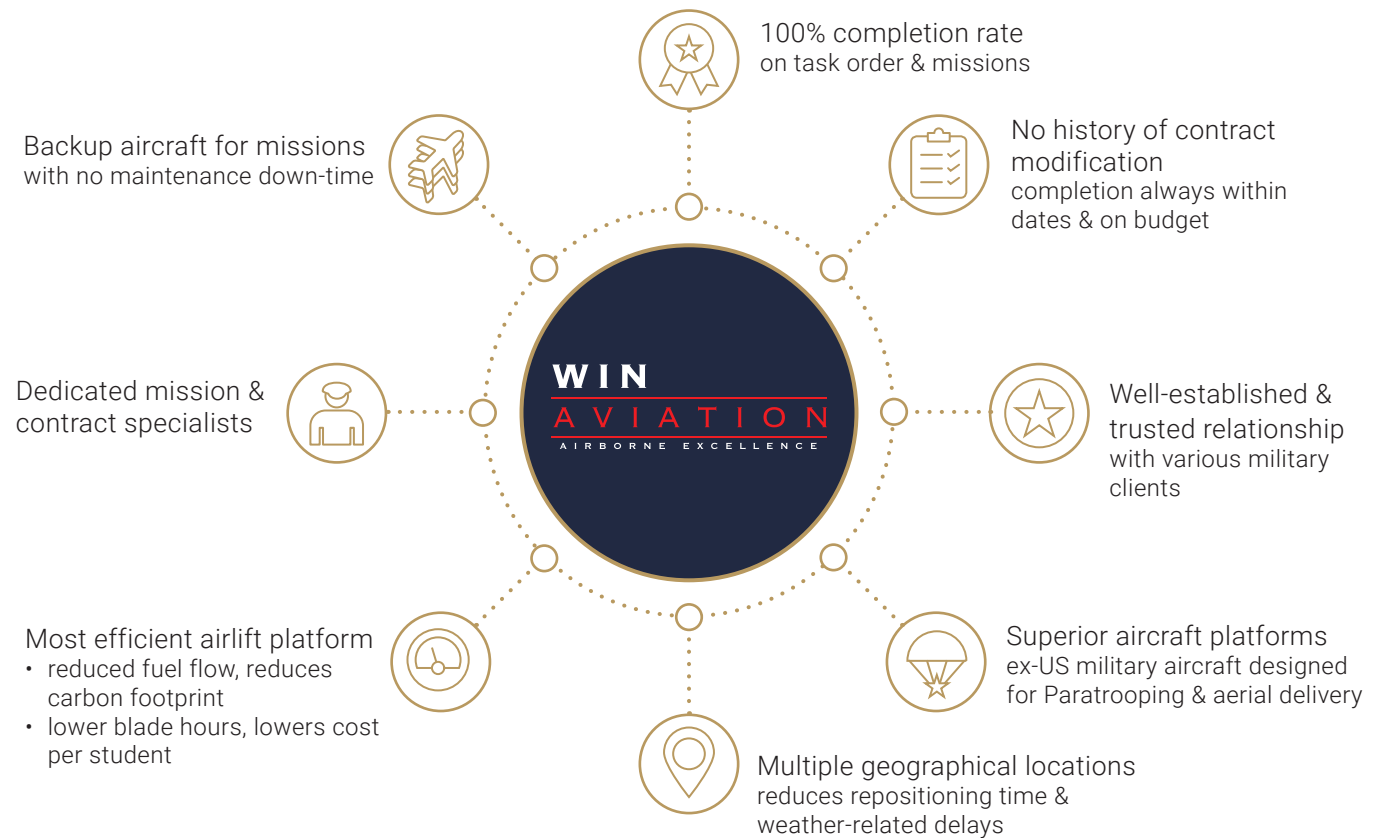 100% completion rate
on task order & missions
No history of contract
modification
completion always within
dates & on budget
Well-established &
trusted relationship
with various military
clients
Superior aircraft platforms
ex-US military aircraft designed
for Paratrooping & aerial delivery
Multiple geographical locations
reduces repositioning time &
weather-related delays
Most efficient airlift platform
• reduced fuel flow, reduces
carbon footprint
• lower blade hours, lowers cost
per student
Dedicated mission &
contract specialists
Backup aircraft for missions
with no maintenance down-time
WIN
AVIATION
AIRBORNE EXCELLENCE